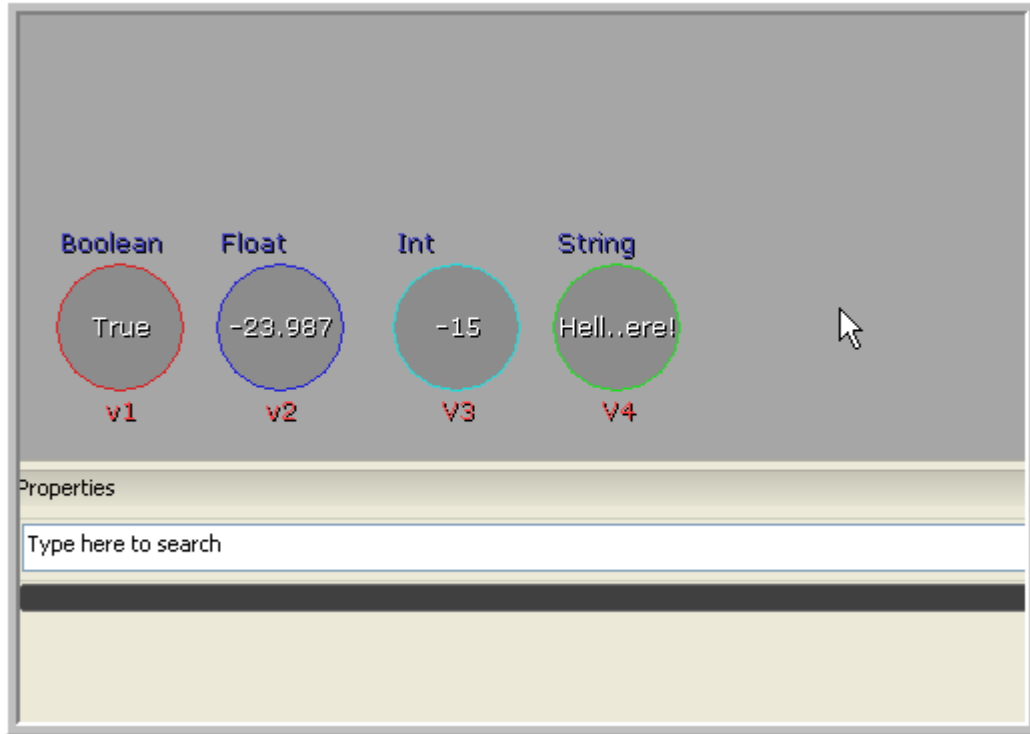 Boolean Float Int String
True -23.987 -15 Hell..ere!
v1 v2 V3 V4
Properties
Type here to search